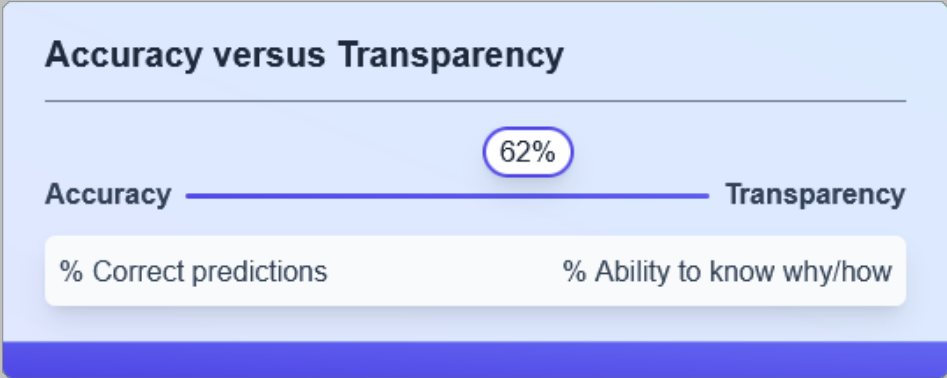 Accuracy versus Transparency
62%
Accuracy Transparency
% Correct predictions % Ability to know why/how